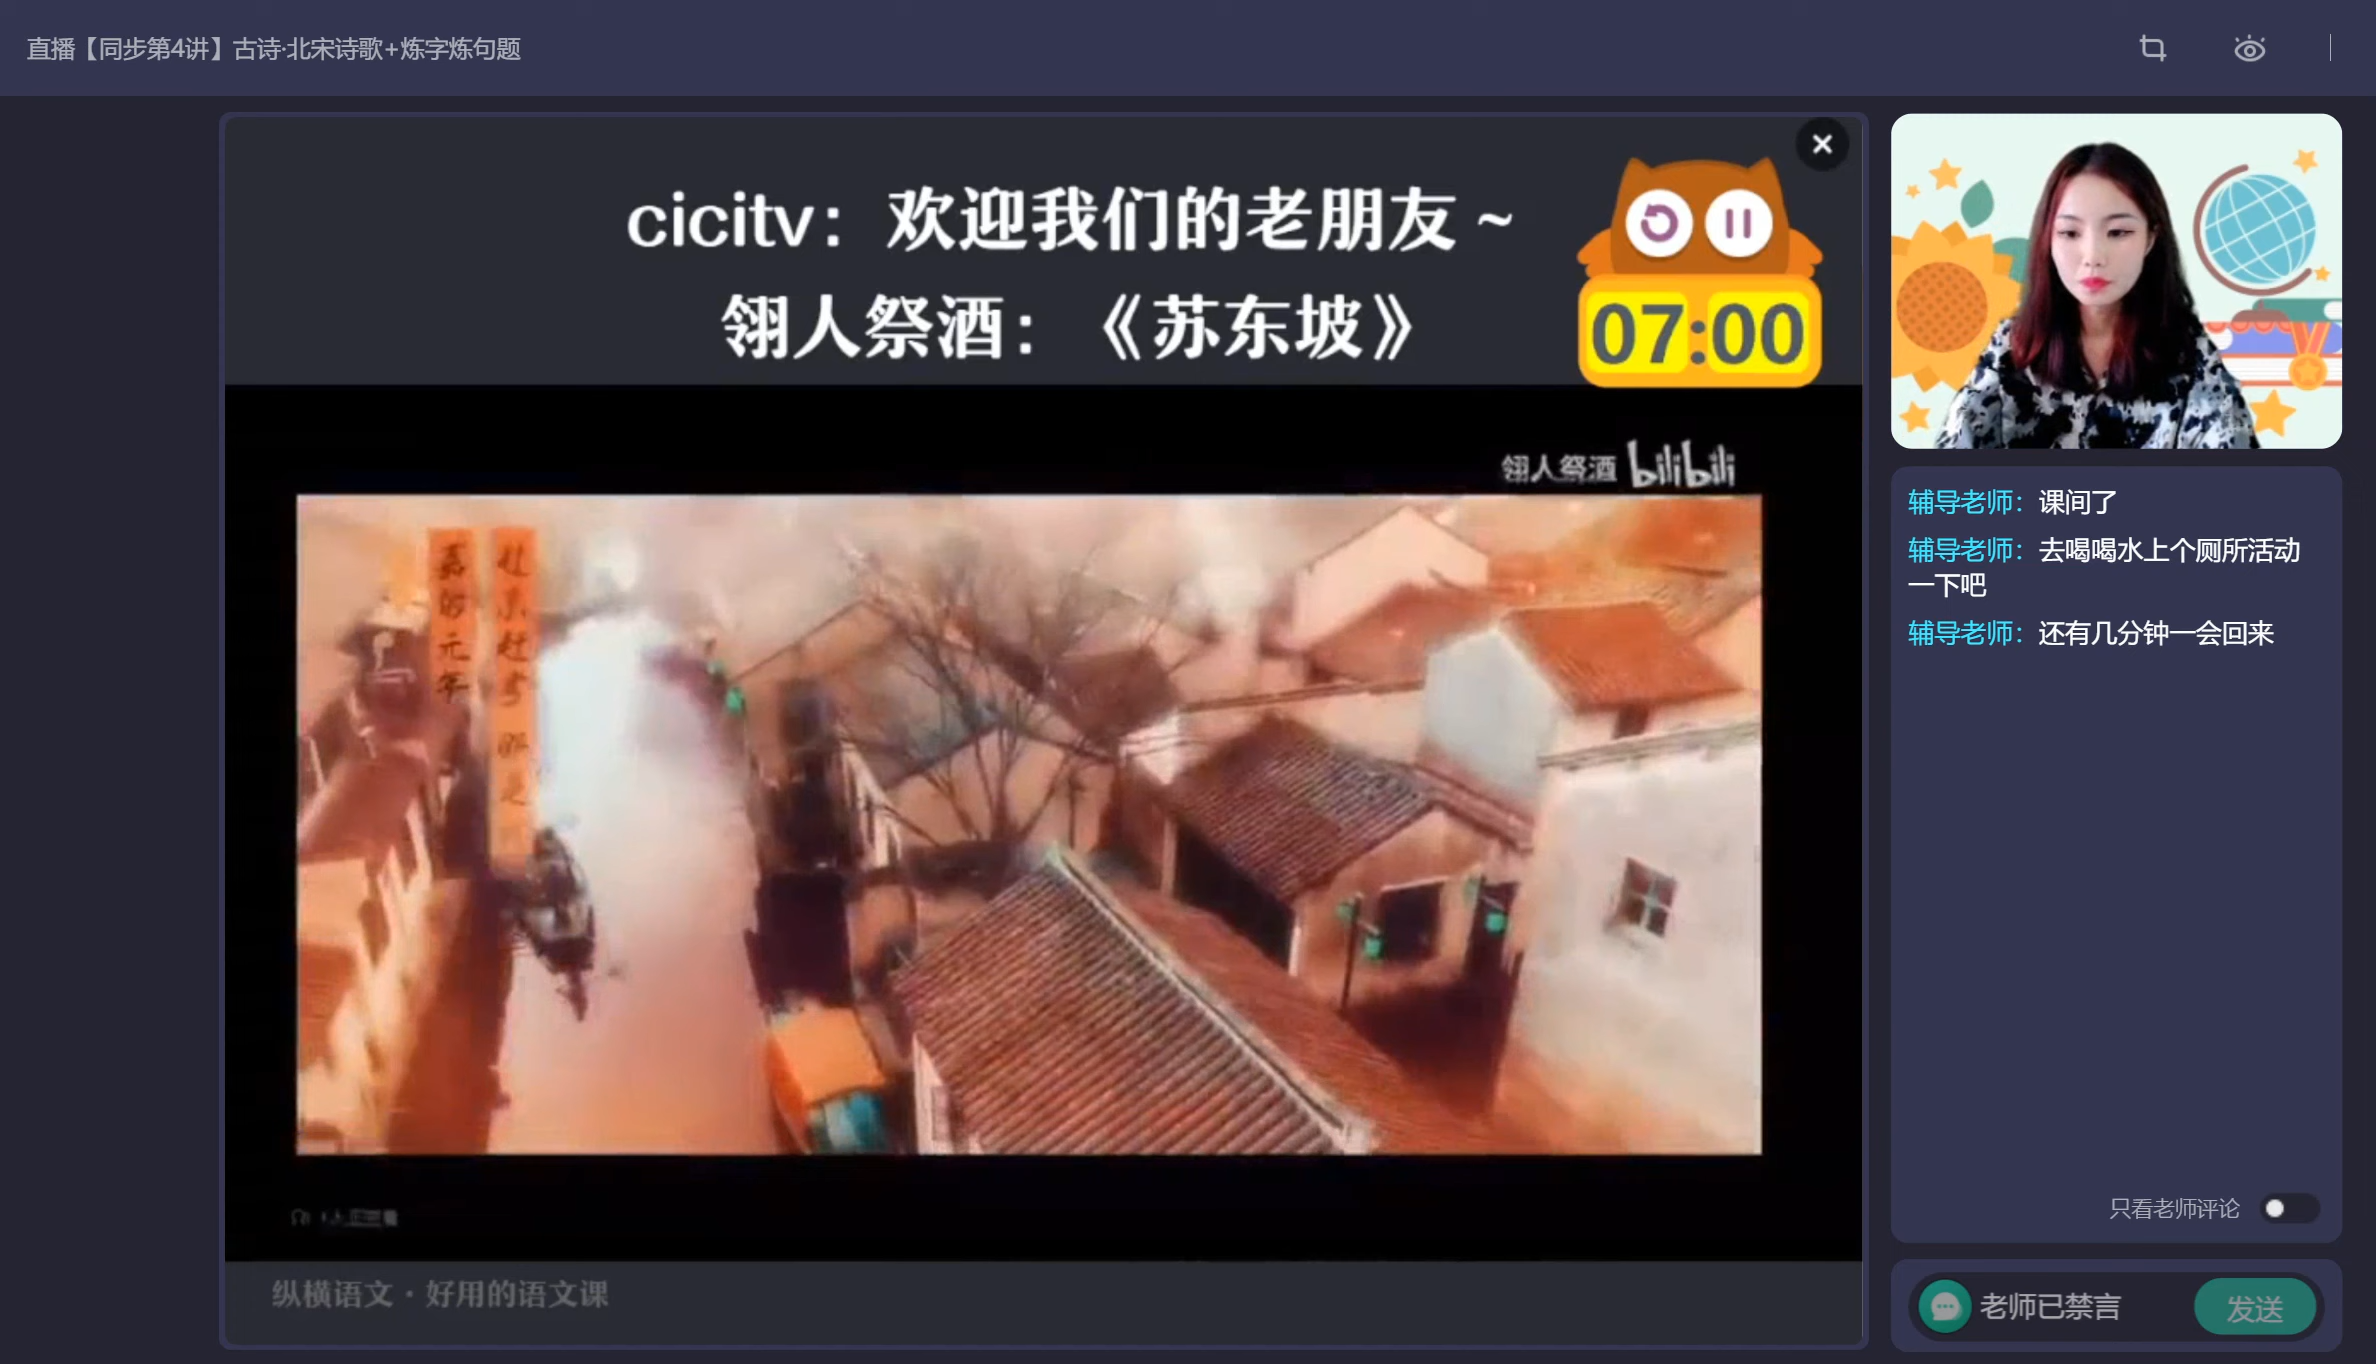 直播【同步第4讲】古诗·北宋诗歌+炼字炼句题
cicitv：欢迎我们的老朋友~
翎人祭酒：《苏东坡》
07:00
翎人祭酒 bilibili
嘉
元年
赶考
纵横语文·好用的语文课
辅导老师：课间了
辅导老师：去喝喝水上个厕所活动
一下吧
辅导老师：还有几分钟一会回来
只看老师评论
老师已禁言
发送